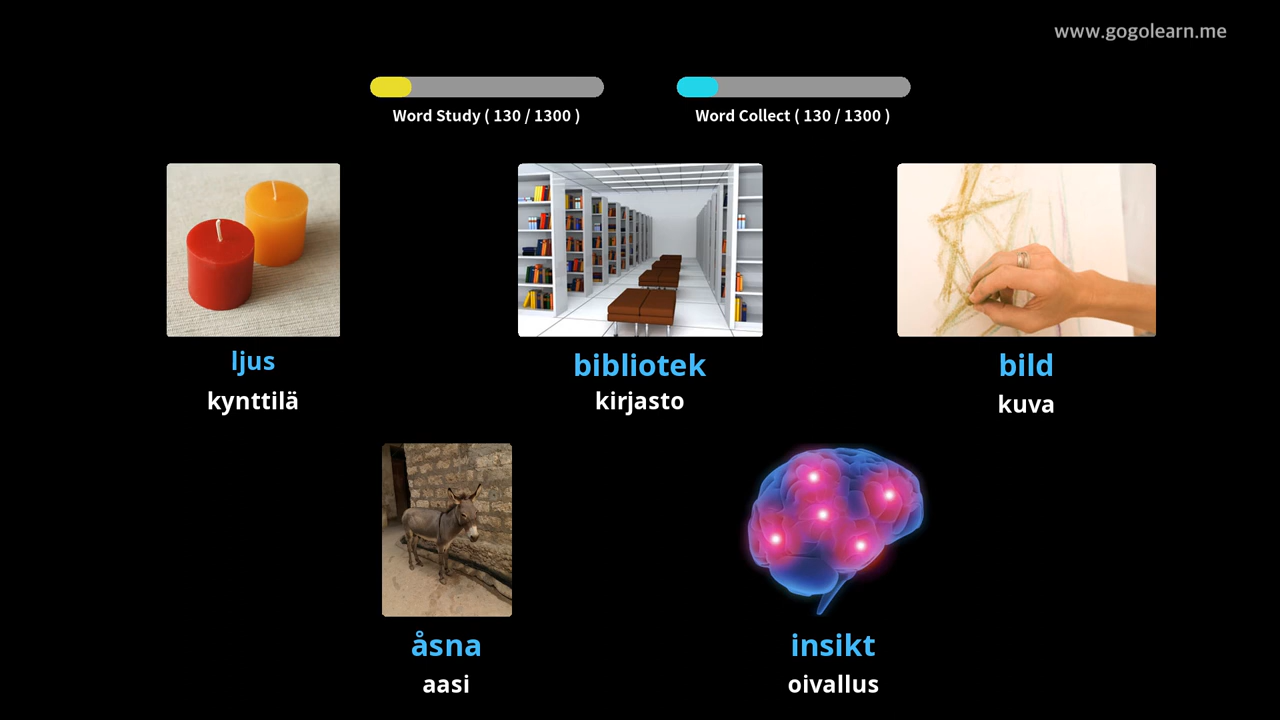 www.gogolearn.me
Word Study ( 130 / 1300 )
Word Collect ( 130 / 1300 )
ljus
kynttilä
bibliotek
kirjasto
bild
kuva
åsna
aasi
insikt
oivallus